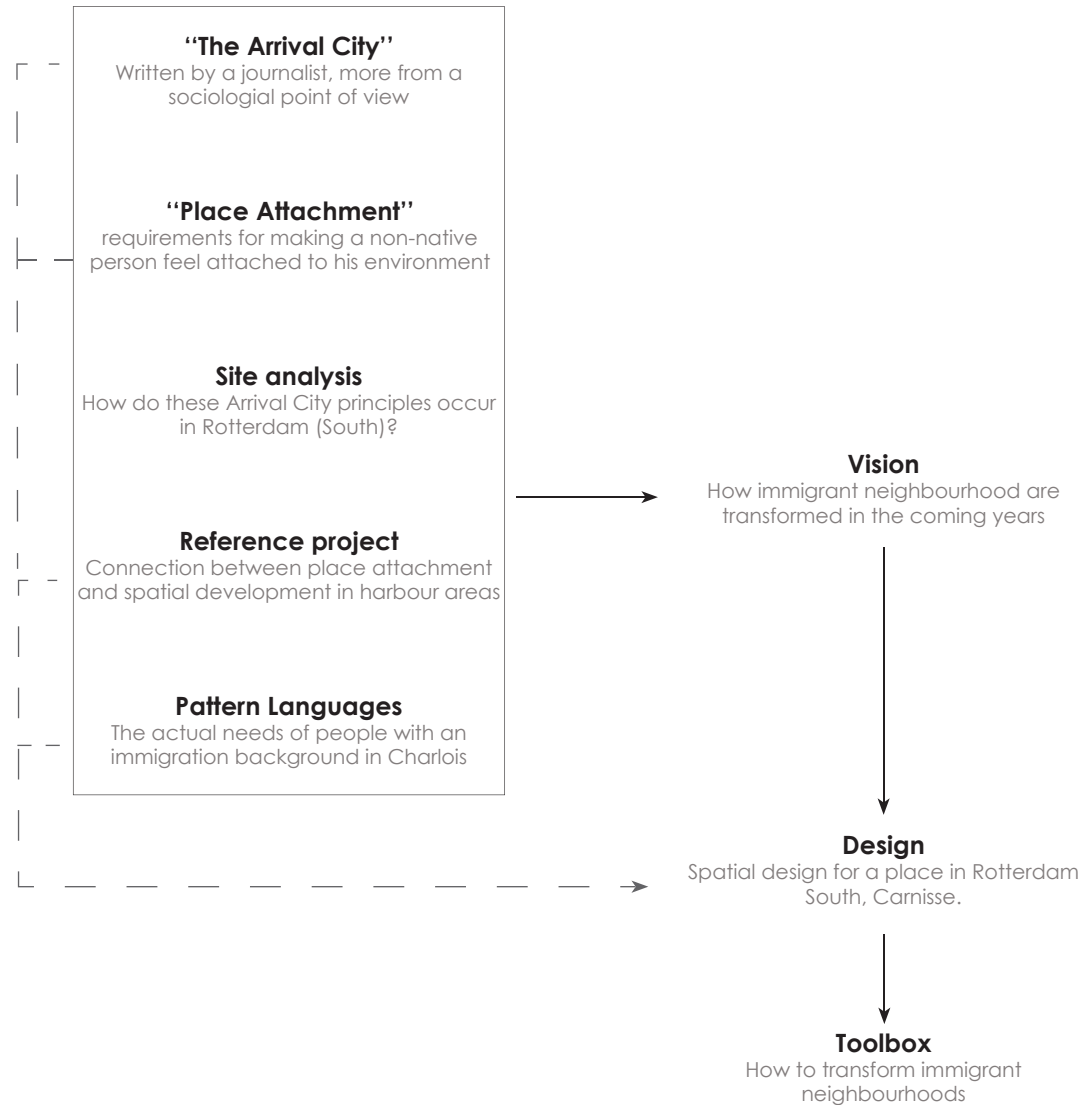 “The Arrival City”
Written by a journalist, more from a
sociologial point of view
“Place Attachment”
requirements for making a non-native
person feel attached to his environment
Site analysis
How do these Arrival City principles occur
in Rotterdam (South)?
Reference project
Connection between place attachment
and spatial development in harbour areas
Pattern Languages
The actual needs of people with an
immigration background in Charlois
Vision
How immigrant neighbourhood are
transformed in the coming years
Design
Spatial design for a place in Rotterdam
South, Carnisse.
Toolbox
How to transform immigrant
neighbourhoods